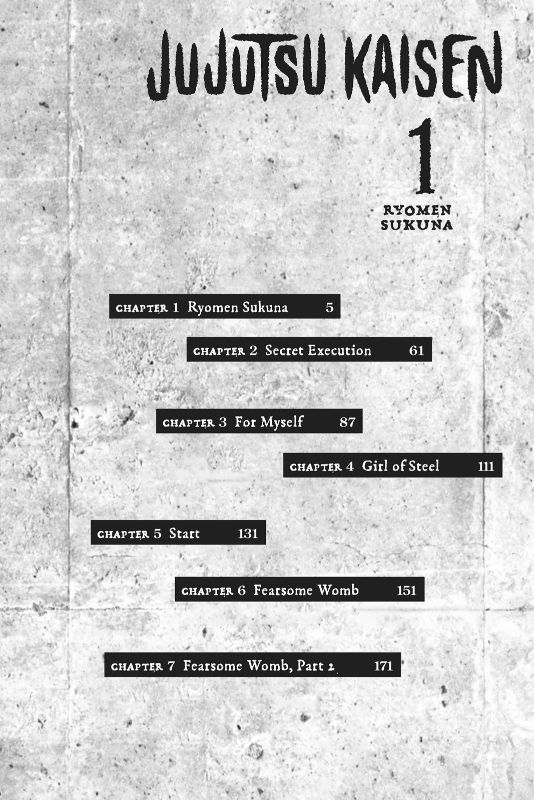 JUJUTSU KAISEN
1
RYOMEN
SUKUNA
CHAPTER 1 Ryomen Sukuna 5
CHAPTER 2 Secret Execution 61
CHAPTER 3 For Myself 87
CHAPTER 4 Girl of Steel 111
CHAPTER 5 Start 131
CHAPTER 6 Fearsome Womb 151
CHAPTER 7 Fearsome Womb, Part 2 171